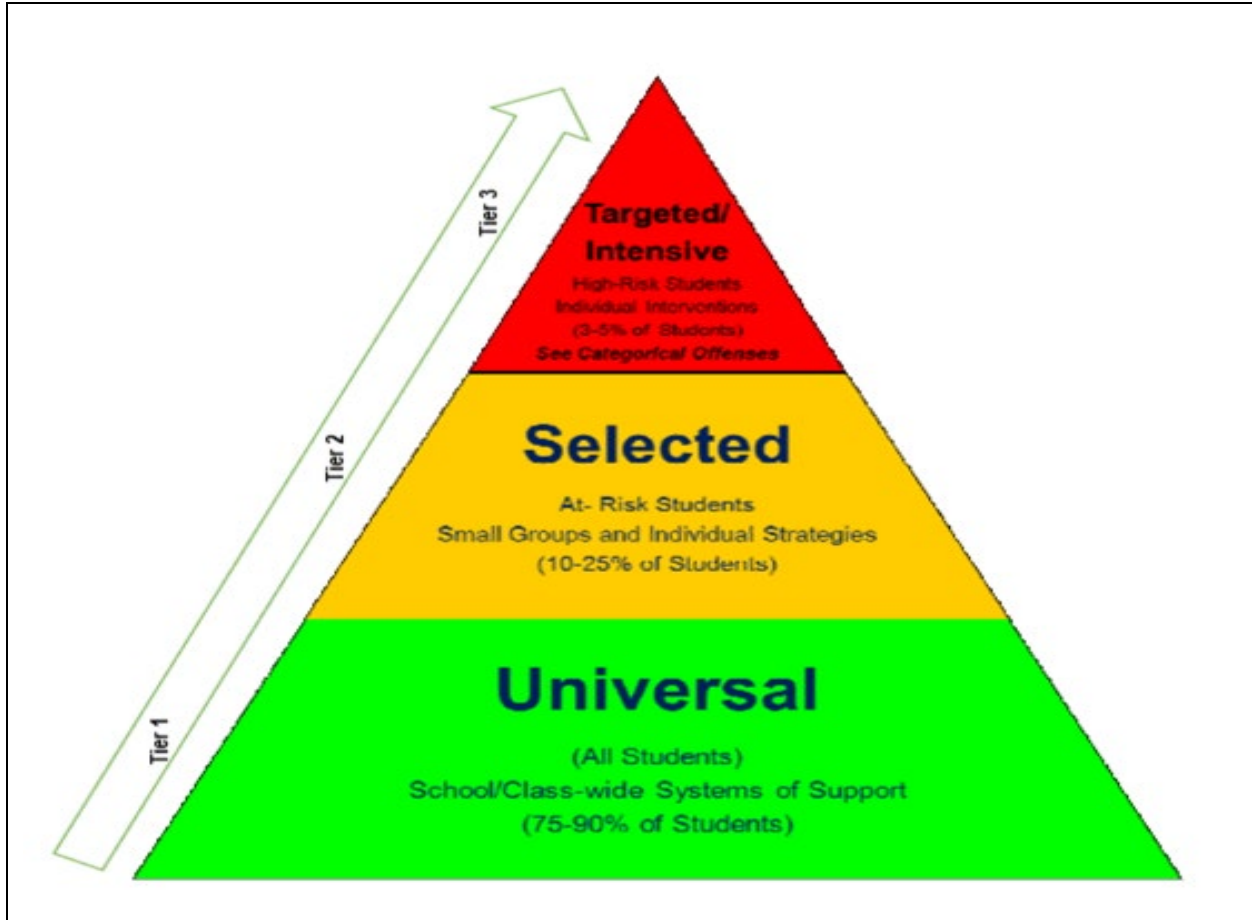 Targeted/
Intensive
High-Risk Students
Individual Interventions
(3-5% of Students)
See Categorical Offenses
Tier 3
Selected
At- Risk Students
Small Groups and Individual Strategies
(10-25% of Students)
Tier 2
Universal
(All Students)
School/Class-wide Systems of Support
(75-90% of Students)
Tier 1